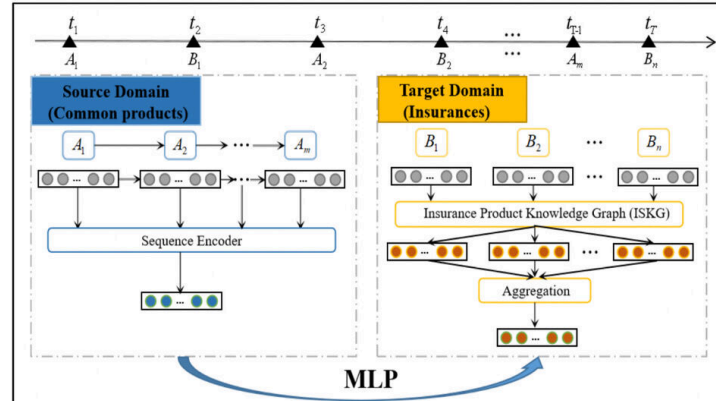 t1 t2 t3 t4 ... tT-1 tT
A1 B1 A2 B2 ... Am Bn
Source Domain
(Common products)
A1 A2 ... Am
...
Sequence Encoder
...
Target Domain
(Insurances)
B1 B2 ... Bn
...
Insurance Product Knowledge Graph (ISKG)
...
Aggregation
...
MLP